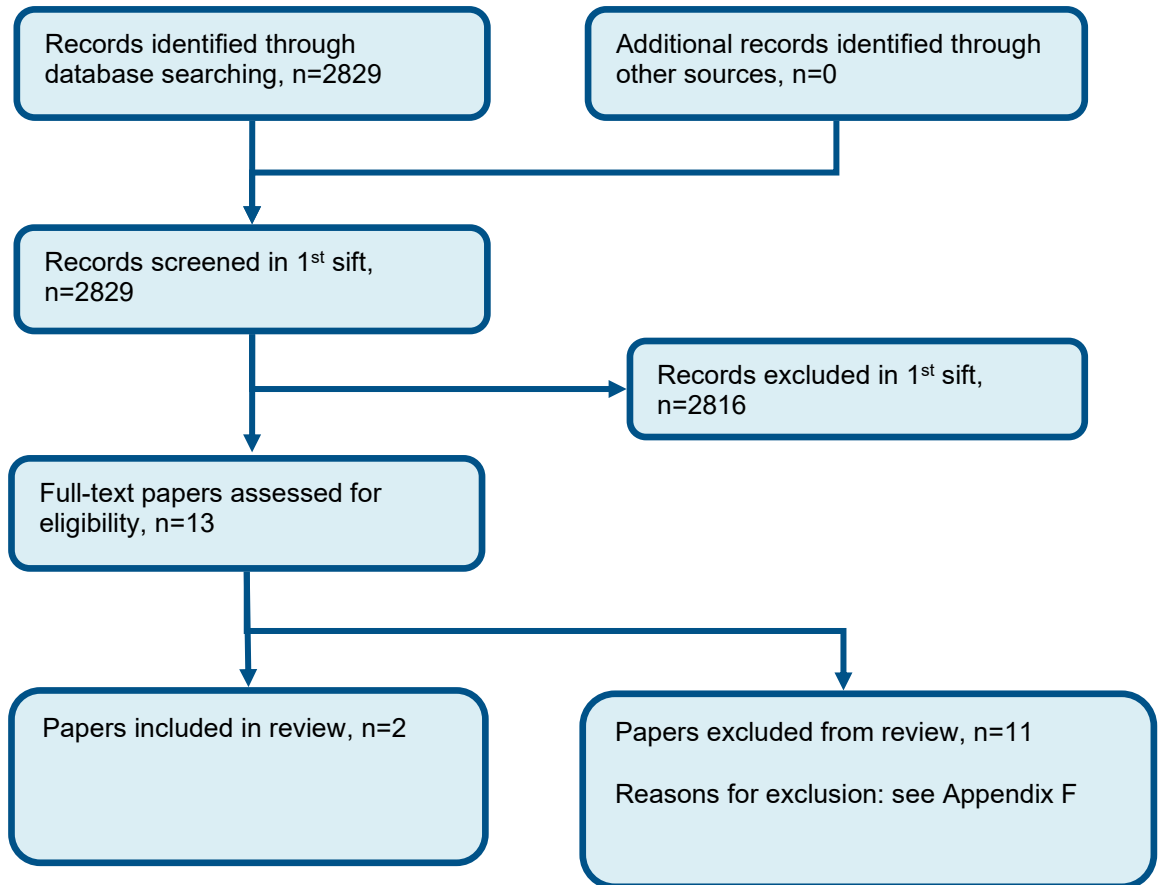 Records identified through
database searching, n=2829
Additional records identified through
other sources, n=0
Records screened in 1st sift,
n=2829
Records excluded in 1st sift,
n=2816
Full-text papers assessed for
eligibility, n=13
Papers included in review, n=2
Papers excluded from review, n=11
Reasons for exclusion: see Appendix F